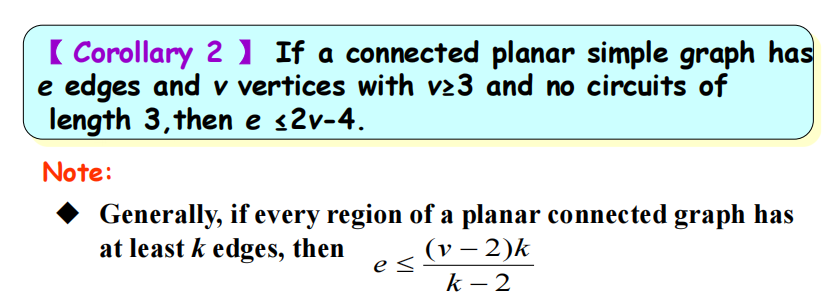 【 Corollary 2 】 If a connected planar simple graph has
e edges and v vertices with v≥3 and no circuits of
length 3,then e ≤2v-4.
Note:
◆ Generally, if every region of a planar connected graph has
at least k edges, then e ≤ (v − 2)k / k − 2